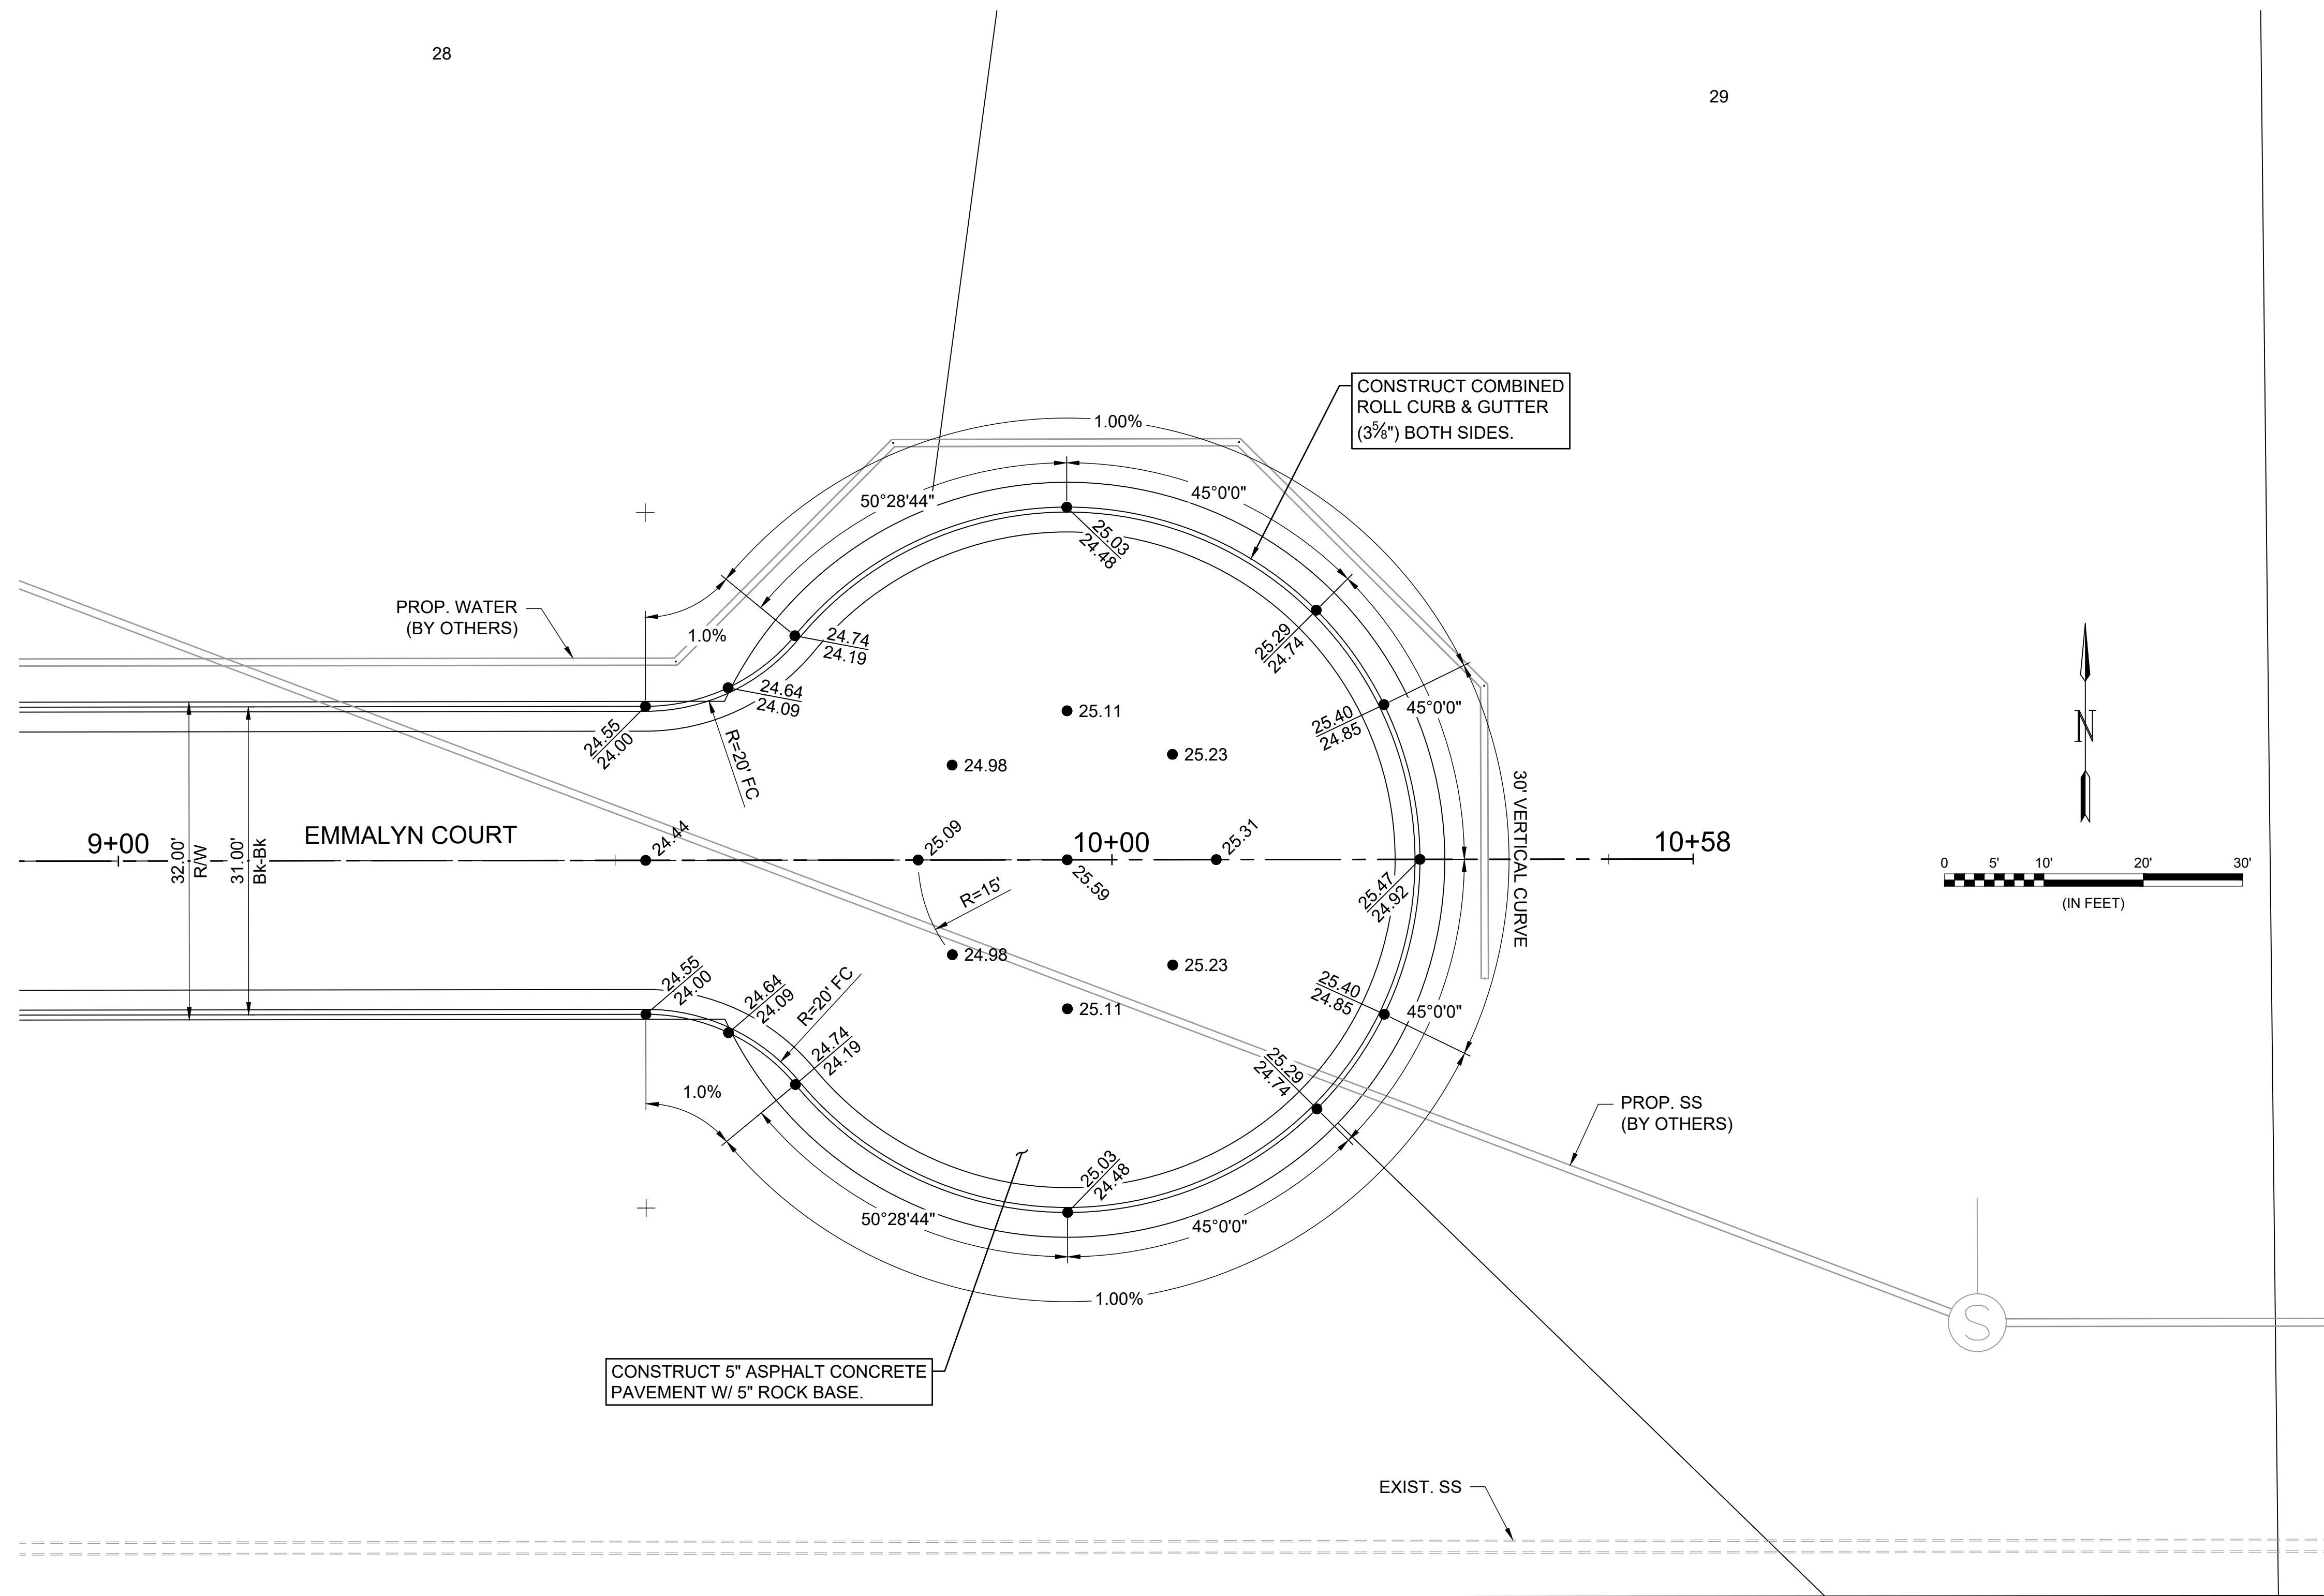 28
29
CONSTRUCT COMBINED
ROLL CURB & GUTTER
(3⅝") BOTH SIDES.
1.00%
50°28'44"
45°0'0"
25.03
24.48
PROP. WATER
(BY OTHERS)
1.0%
24.74
24.19
25.29
24.74
24.64
24.09
24.55
24.00
R=20' FC
25.40
24.85
45°0'0"
25.11
25.23
24.98
30' VERTICAL CURVE
N
9+00
EMMALYN COURT
32.00'
R/W
31.00'
Bk-Bk
24.44
25.09
10+00
25.31
25.59
10+58
25.47
24.92
R=15'
0 5' 10' 20' 30'
(IN FEET)
24.98
25.23
25.11
24.55
24.00
24.64
24.09
R=20' FC
24.74
24.19
25.40
24.85
45°0'0"
25.29
24.74
1.0%
PROP. SS
(BY OTHERS)
25.03
24.48
50°28'44"
45°0'0"
1.00%
S
CONSTRUCT 5" ASPHALT CONCRETE
PAVEMENT W/ 5" ROCK BASE.
EXIST. SS